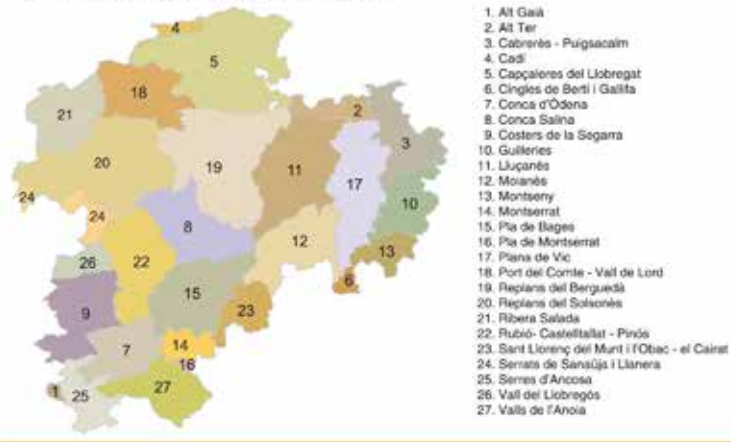 4
5
18
21
2
3
20
19
11
17
24
10
24
8
12
13
26
22
6
15
9
23
14
7
16
1
25
27
1. Alt Gaià
2. Alt Ter
3. Cabrerès - Puigsacalm
4. Cadí
5. Capçaleres del Llobregat
6. Cingles de Bertí i Gallifa
7. Conca d'Òdena
8. Conca Salina
9. Costers de la Segarra
10. Guilleries
11. Lluçanès
12. Moianès
13. Montseny
14. Montserrat
15. Pla de Bages
16. Pla de Montserrat
17. Plana de Vic
18. Port del Comte - Vall de Lord
19. Replans del Berguedà
20. Replans del Solsonès
21. Ribera Salada
22. Rubió- Castelltallat - Pinós
23. Sant Llorenç del Munt i l'Obac - el Cairat
24. Serrats de Sanaüja i Llanera
25. Serres d'Ancosa
26. Vall del Llobregós
27. Valls de l'Anoia